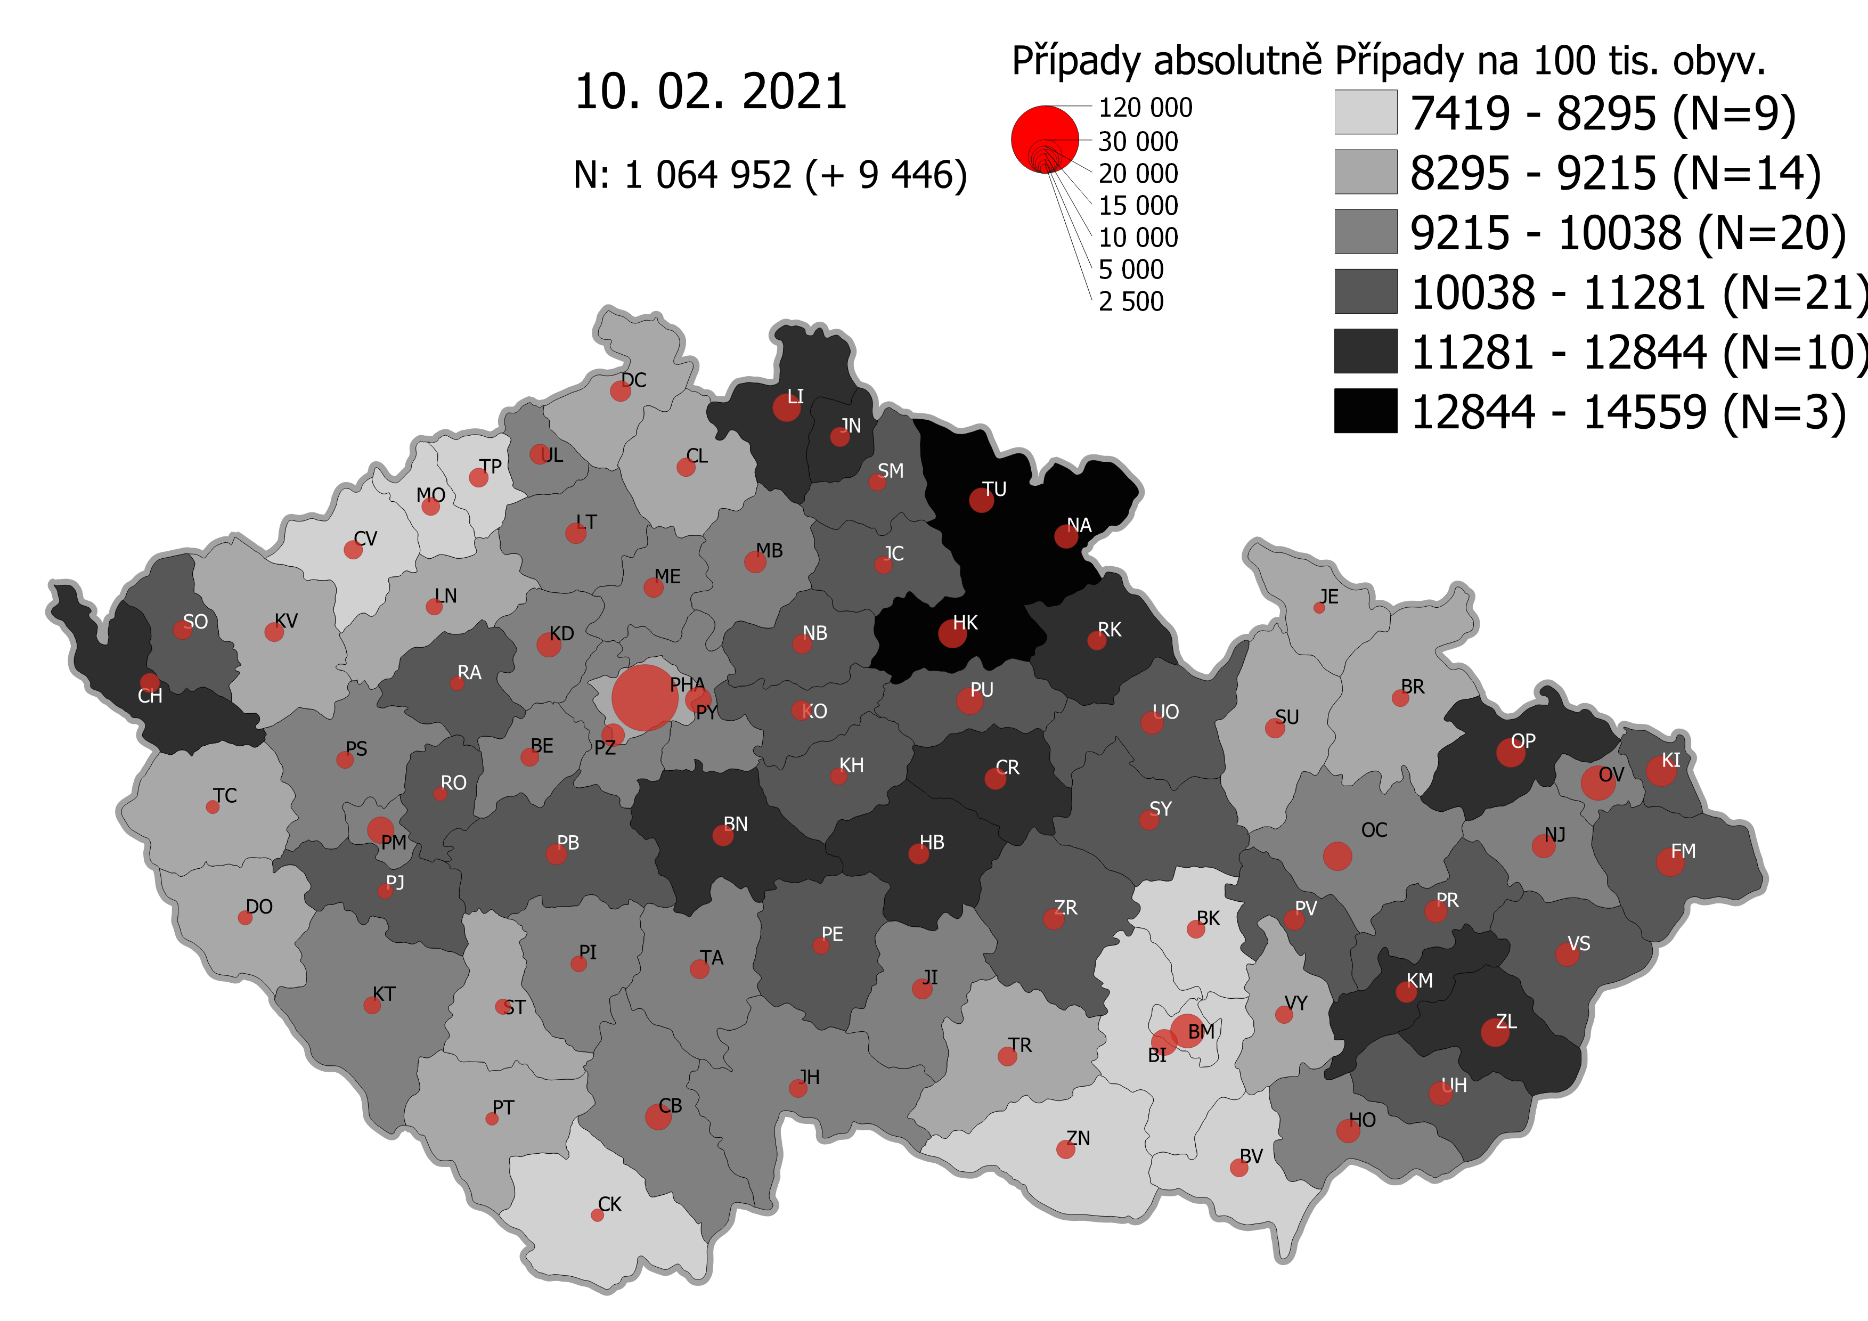 10. 02. 2021
N: 1 064 952 (+ 9 446)
Případy absolutně
120 000
30 000
20 000
15 000
10 000
5 000
2 500
Případy na 100 tis. obyv.
7419 - 8295 (N=9)
8295 - 9215 (N=14)
9215 - 10038 (N=20)
10038 - 11281 (N=21)
11281 - 12844 (N=10)
12844 - 14559 (N=3)
DC
LI
JN
UL
CL
TP
SM
MO
TU
NA
CV
LT
MB
JC
ME
LN
JE
SO
KV
KD
NB
HK
RK
RA
PHA
PU
BR
CH
PY
KO
UO
SU
PS
BE
PZ
OP
KI
TC
RO
KH
CR
OV
PM
PB
BN
HB
SY
OC
NJ
FM
PJ
DO
ZR
BK
PV
PR
PI
TA
PE
JI
VS
KT
ST
KM
VY
TR
BM
BI
ZL
JH
UH
PT
CB
HO
ZN
BV
CK